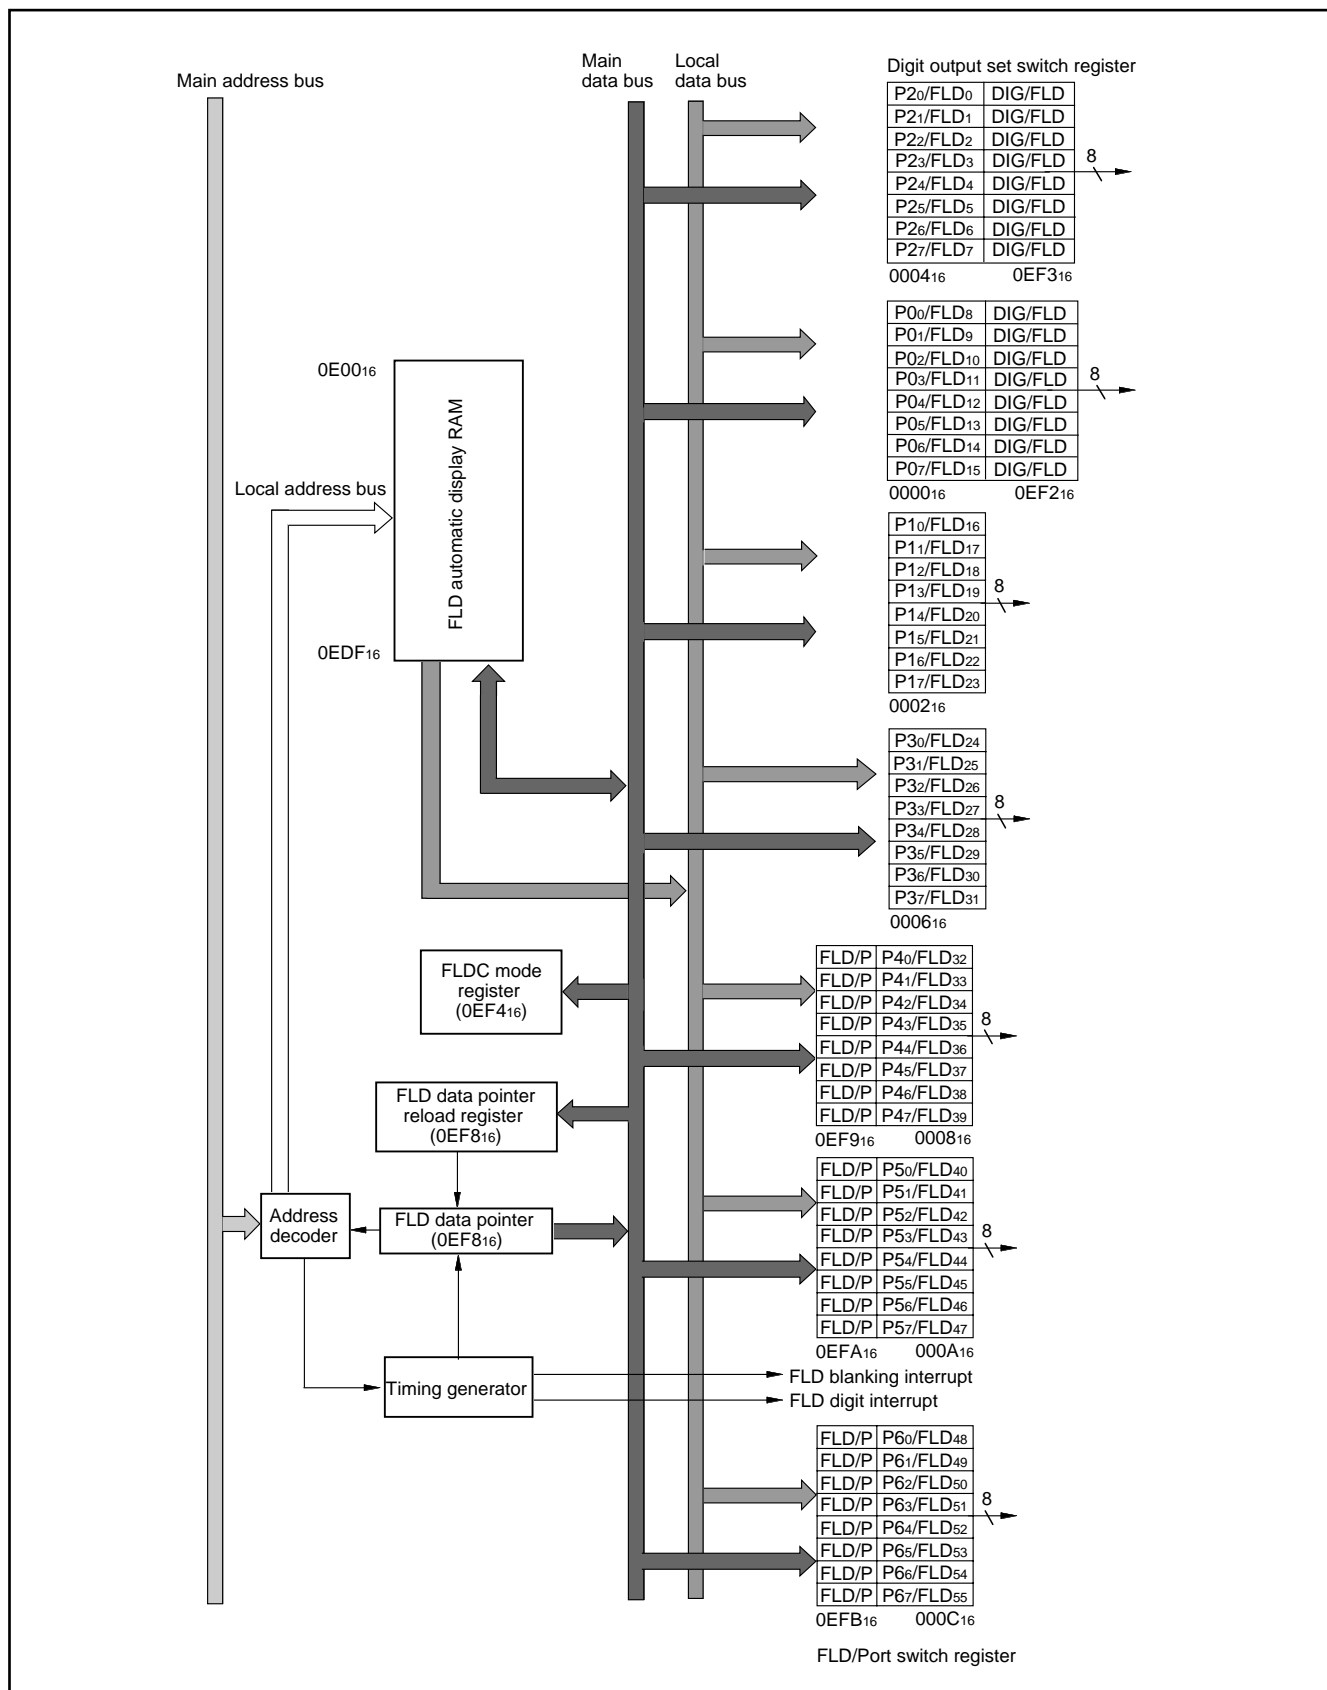 Main address bus
Main
data bus
Local
data bus
Digit output set switch register
P20/FLD0 DIG/FLD
P21/FLD1 DIG/FLD
P22/FLD2 DIG/FLD
P23/FLD3 DIG/FLD
P24/FLD4 DIG/FLD
P25/FLD5 DIG/FLD
P26/FLD6 DIG/FLD
P27/FLD7 DIG/FLD
8
000416 0EF316
P00/FLD8 DIG/FLD
P01/FLD9 DIG/FLD
P02/FLD10 DIG/FLD
P03/FLD11 DIG/FLD
P04/FLD12 DIG/FLD
P05/FLD13 DIG/FLD
P06/FLD14 DIG/FLD
P07/FLD15 DIG/FLD
8
000016 0EF216
0E0016
FLD automatic display RAM
0EDF16
Local address bus
P10/FLD16
P11/FLD17
P12/FLD18
P13/FLD19
P14/FLD20
P15/FLD21
P16/FLD22
P17/FLD23
8
000216
P30/FLD24
P31/FLD25
P32/FLD26
P33/FLD27
P34/FLD28
P35/FLD29
P36/FLD30
P37/FLD31
8
000616
FLDC mode
register
(0EF416)
FLD/P P40/FLD32
FLD/P P41/FLD33
FLD/P P42/FLD34
FLD/P P43/FLD35
FLD/P P44/FLD36
FLD/P P45/FLD37
FLD/P P46/FLD38
FLD/P P47/FLD39
8
0EF916 000816
FLD data pointer
reload register
(0EF816)
Address
decoder
FLD data pointer
(0EF816)
FLD/P P50/FLD40
FLD/P P51/FLD41
FLD/P P52/FLD42
FLD/P P53/FLD43
FLD/P P54/FLD44
FLD/P P55/FLD45
FLD/P P56/FLD46
FLD/P P57/FLD47
8
0EFA16 000A16
Timing generator
FLD blanking interrupt
FLD digit interrupt
FLD/P P60/FLD48
FLD/P P61/FLD49
FLD/P P62/FLD50
FLD/P P63/FLD51
FLD/P P64/FLD52
FLD/P P65/FLD53
FLD/P P66/FLD54
FLD/P P67/FLD55
8
0EFB16 000C16
FLD/Port switch register